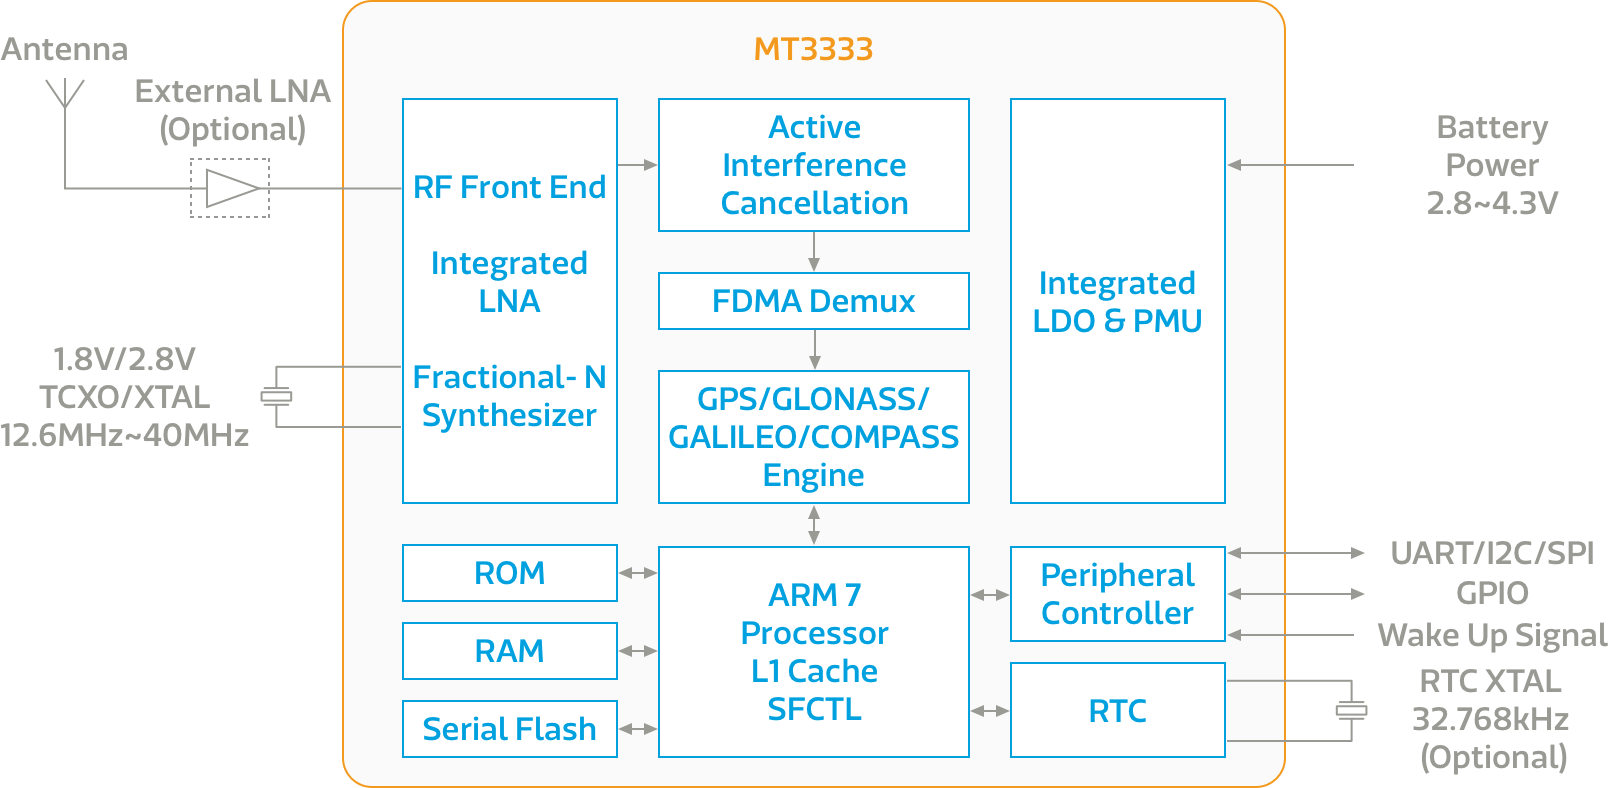 MT3333
Antenna
External LNA
(Optional)
RF Front End
Integrated
LNA
Fractional- N
Synthesizer
1.8V/2.8V
TCXO/XTAL
12.6MHz~40MHz
Active
Interference
Cancellation
FDMA Demux
GPS/GLONASS/
GALILEO/COMPASS
Engine
Integrated
LDO & PMU
Battery
Power
2.8~4.3V
ROM
RAM
Serial Flash
ARM 7
Processor
L1 Cache
SFCTL
Peripheral
Controller
RTC
UART/I2C/SPI
GPIO
Wake Up Signal
RTC XTAL
32.768kHz
(Optional)